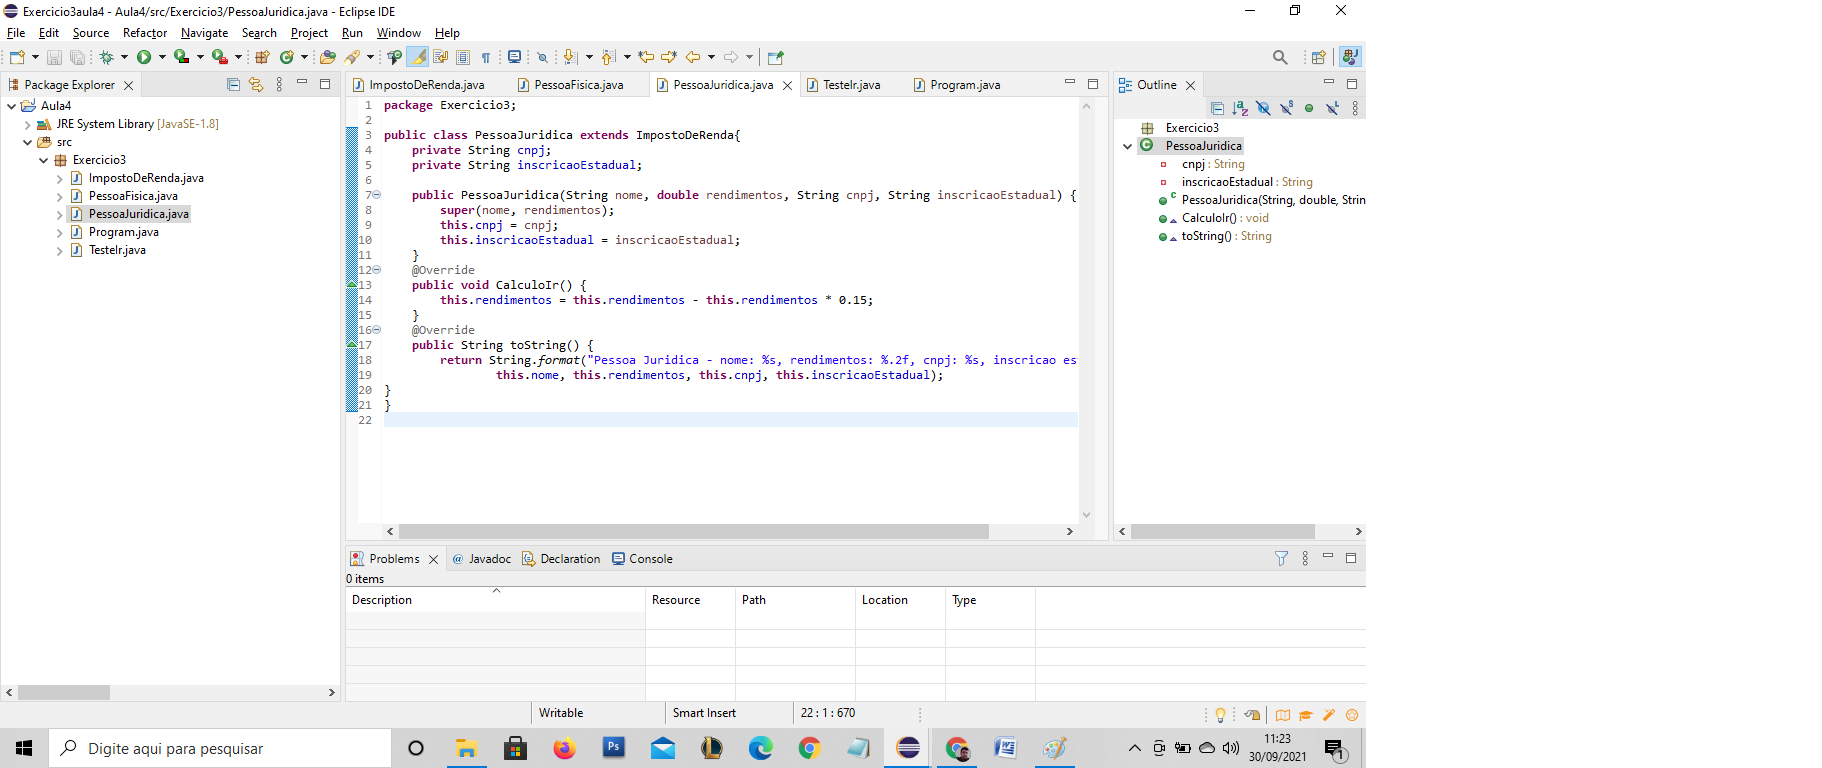 Exercicio3aula4 - Aula4/src/Exercicio3/PessoaJuridica.java - Eclipse IDE
File Edit Source Refactor Navigate Search Project Run Window Help
Package Explorer
Aula4
JRE System Library [JavaSE-1.8]
src
Exercicio3
ImpostoDeRenda.java
PessoaFisica.java
PessoaJuridica.java
Program.java
TesteIr.java
ImpostoDeRenda.java PessoaFisica.java PessoaJuridica.java TesteIr.java Program.java
1 package Exercicio3;
2
3 public class PessoaJuridica extends ImpostoDeRenda{
4 private String cnpj;
5 private String inscricaoEstadual;
6
7 public PessoaJuridica(String nome, double rendimentos, String cnpj, String inscricaoEstadual) {
8 super(nome, rendimentos);
9 this.cnpj = cnpj;
10 this.inscricaoEstadual = inscricaoEstadual;
11 }
12 @Override
13 public void CalculoIr() {
14 this.rendimentos = this.rendimentos - this.rendimentos * 0.15;
15 }
16 @Override
17 public String toString() {
18 return String.format("Pessoa Juridica - nome: %s, rendimentos: %.2f, cnpj: %s, inscricao es
19 this.nome, this.rendimentos, this.cnpj, this.inscricaoEstadual);
20 }
21 }
22
Outline
Exercicio3
PessoaJuridica
cnpj : String
inscricaoEstadual : String
PessoaJuridica(String, double, Strin
CalculoIr() : void
toString() : String
Problems @ Javadoc Declaration Console
0 items
Description Resource Path Location Type
Writable Smart Insert 22 : 1 : 670
Digite aqui para pesquisar
Ps
11:23
30/09/2021
1